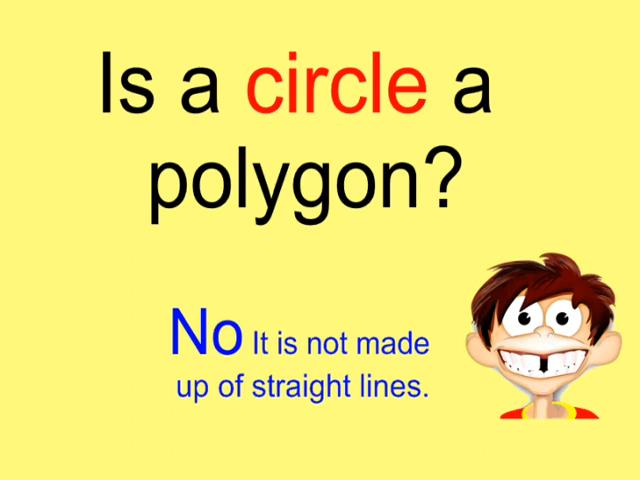 Is a circle a
polygon?
No It is not made
up of straight lines.